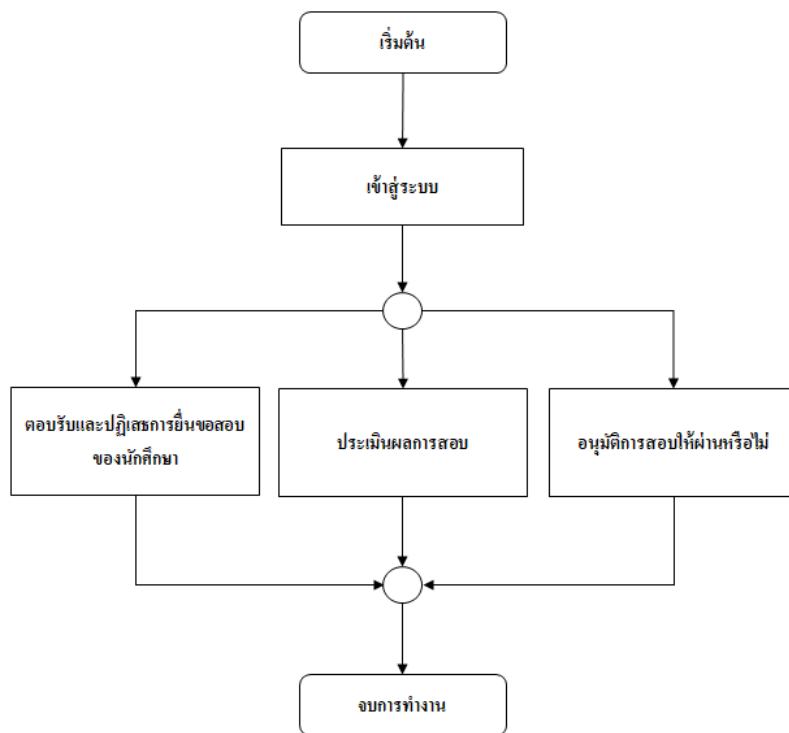 เริ่มต้น
เข้าสู่ระบบ
ตอบรับและปฏิเสธการยื่นขอสอบ
ของนักศึกษา
ประเมินผลการสอบ
อนุมัติการสอบให้ผ่านหรือไม่
จบการทำงาน